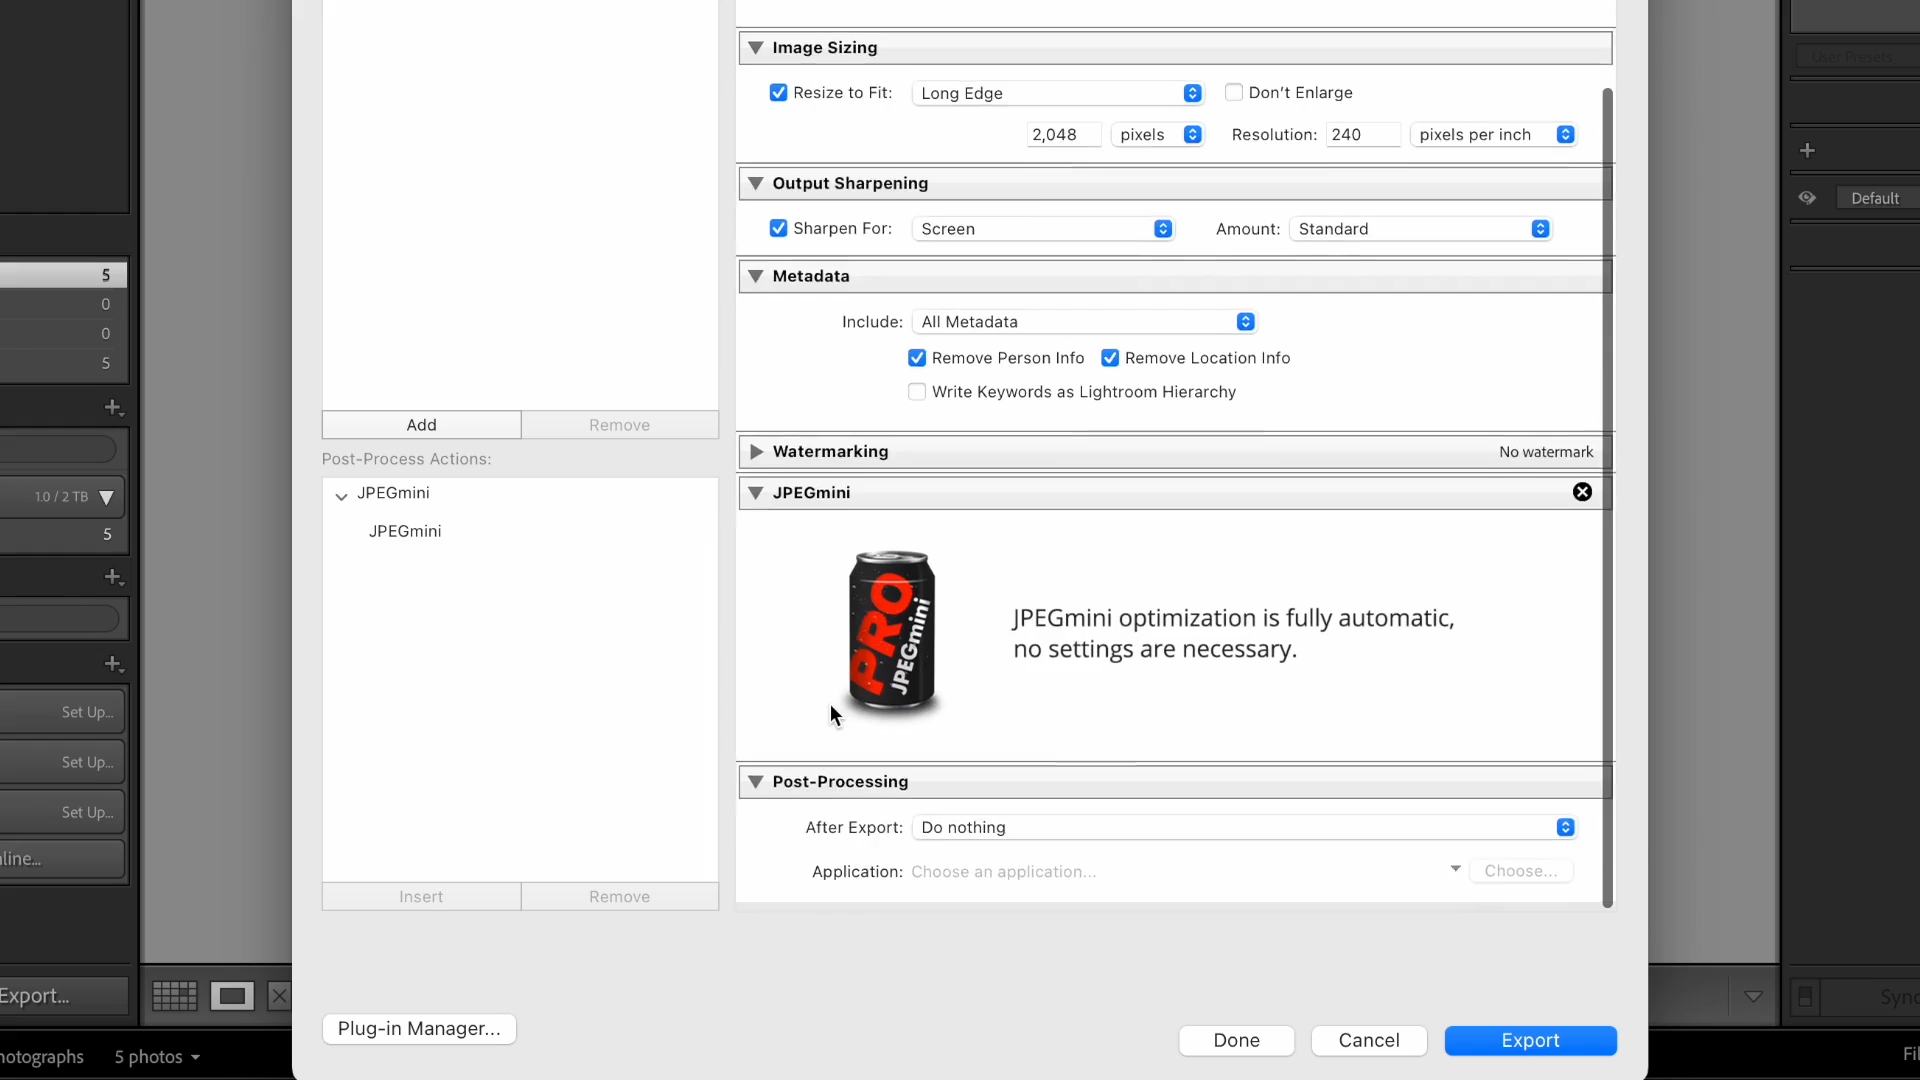 Image Sizing
Resize to Fit: Long Edge Don't Enlarge
2,048 pixels Resolution: 240 pixels per inch
Output Sharpening
Sharpen For: Screen Amount: Standard
Metadata
Include: All Metadata
Remove Person Info Remove Location Info
Write Keywords as Lightroom Hierarchy
Watermarking No watermark
JPEGmini
PRO
JPEGmini
JPEGmini optimization is fully automatic,
no settings are necessary.
Post-Processing
After Export: Do nothing
Application: Choose an application... Choose...
Add Remove
Post-Process Actions:
JPEGmini
JPEGmini
Insert Remove
Plug-in Manager...
Done Cancel Export
5
0
0
5
1.0 / 2 TB
5
Set Up...
Set Up...
Set Up...
line...
Export...
otographs 5 photos
User Presets
Default
Sync
Fil